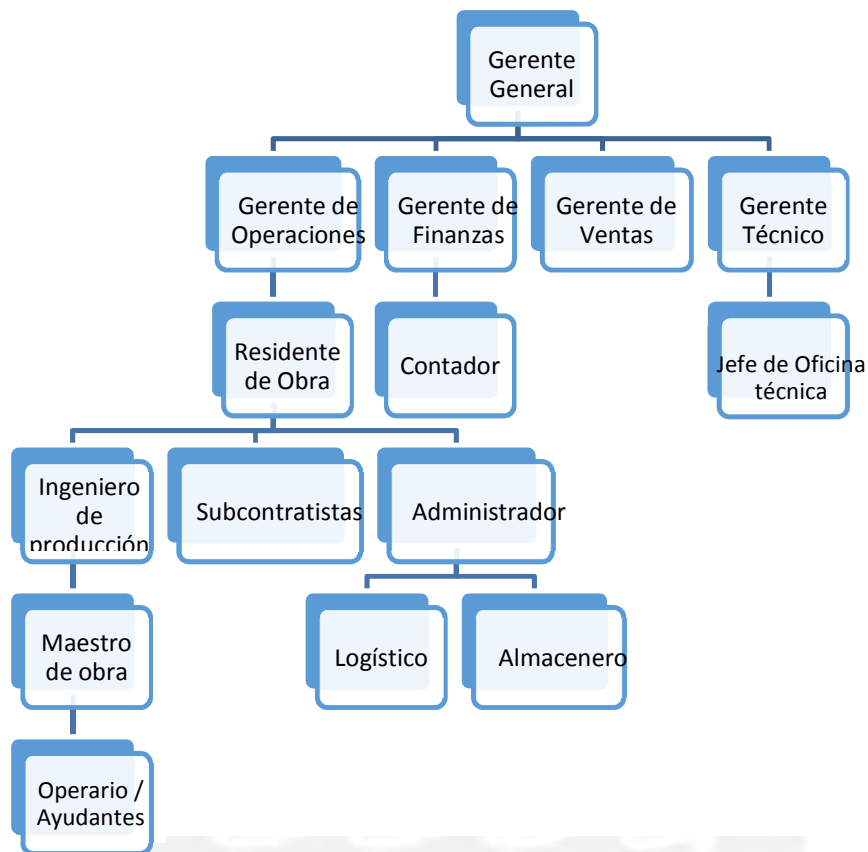 Gerente
General
Gerente de
Operaciones
Gerente de
Finanzas
Gerente de
Ventas
Gerente
Técnico
Residente
de Obra
Contador
Jefe de Oficina
técnica
Ingeniero
de
producción
Subcontratistas
Administrador
Maestro
de obra
Logístico
Almacenero
Operario /
Ayudantes